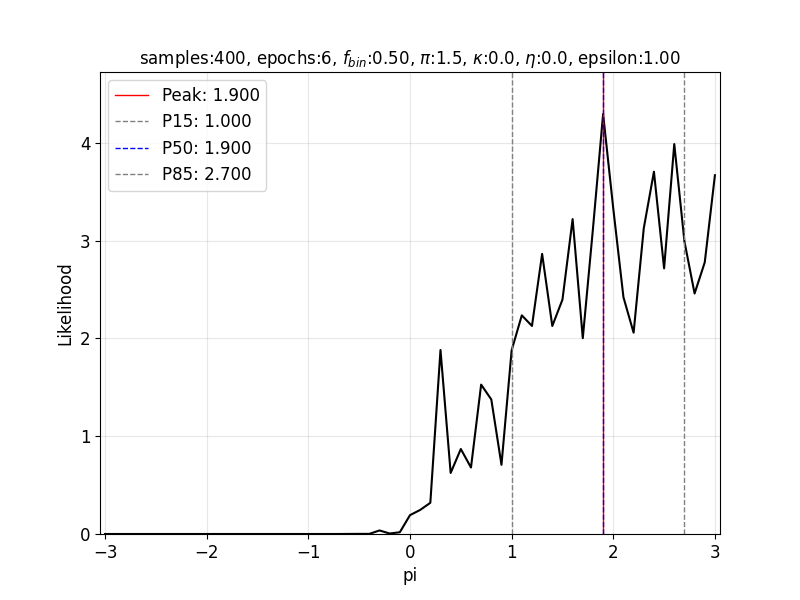 samples:400, epochs:6, f_bin:0.50, π:1.5, κ:0.0, η:0.0, epsilon:1.00
Peak: 1.900
P15: 1.000
P50: 1.900
P85: 2.700
Likelihood
4
3
2
1
0
−3 −2 −1 0 1 2 3
pi